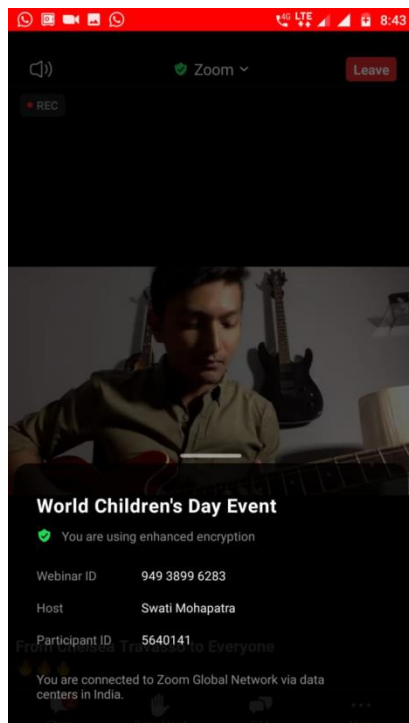 4G LTE 8:43
Zoom Leave
REC
World Children's Day Event
You are using enhanced encryption
Webinar ID 949 3899 6283
Host Swati Mohapatra
Participant ID 5640141
From Chelsea Travasso to Everyone
You are connected to Zoom Global Network via data
centers in India.